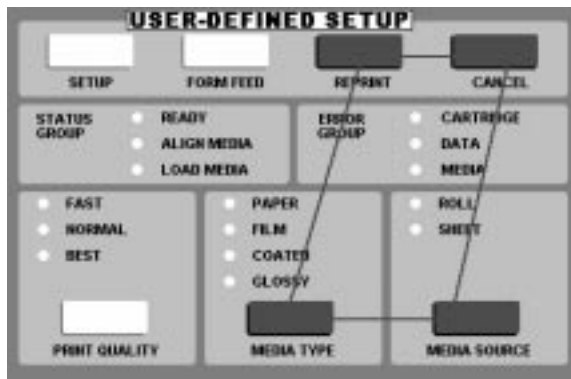 USER-DEFINED SETUP
SETUP
FORM FEED
REPRINT
CANCEL
STATUS GROUP
READY
ALIGN MEDIA
LOAD MEDIA
ERROR GROUP
CARTRIDGE
DATA
MEDIA
FAST
NORMAL
BEST
PRINT QUALITY
PAPER
FILM
COATED
GLOSSY
MEDIA TYPE
ROLL
SHEET
MEDIA SOURCE